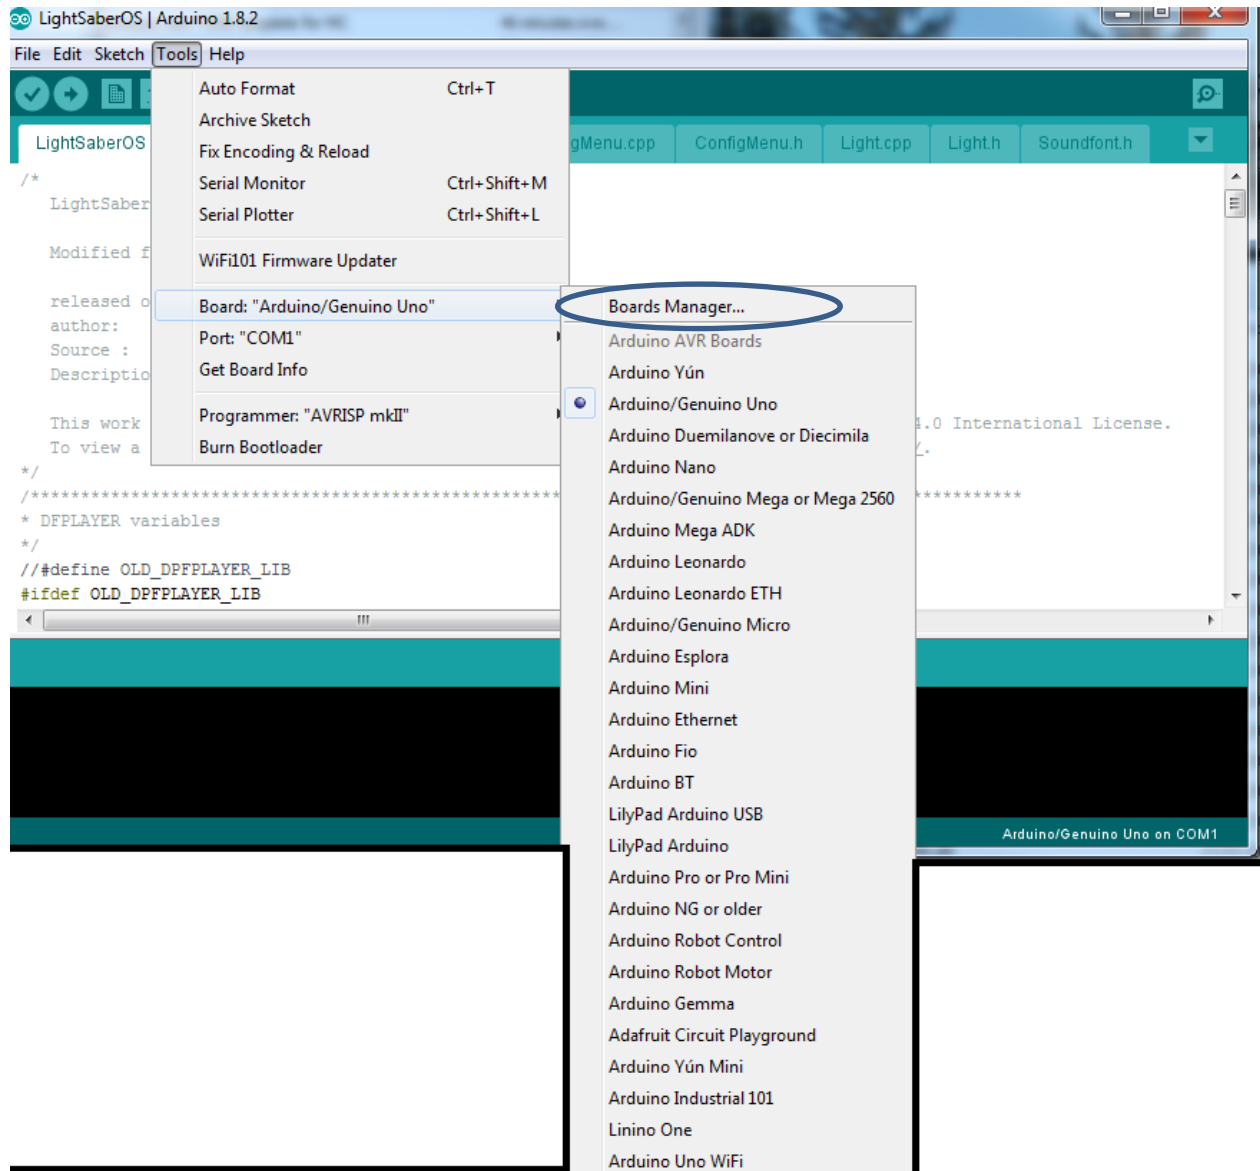 LightSaberOS | Arduino 1.8.2
File Edit Sketch Tools Help
Auto Format Ctrl+T
Archive Sketch
Fix Encoding & Reload
Serial Monitor Ctrl+Shift+M
Serial Plotter Ctrl+Shift+L
WiFi101 Firmware Updater
Board: "Arduino/Genuino Uno"
Port: "COM1"
Get Board Info
Programmer: "AVRISP mkII"
Burn Bootloader
Boards Manager...
Arduino AVR Boards
Arduino Yún
Arduino/Genuino Uno
Arduino Duemilanove or Diecimila
Arduino Nano
Arduino/Genuino Mega or Mega 2560
Arduino Mega ADK
Arduino Leonardo
Arduino Leonardo ETH
Arduino/Genuino Micro
Arduino Esplora
Arduino Mini
Arduino Ethernet
Arduino Fio
Arduino BT
LilyPad Arduino USB
LilyPad Arduino
Arduino Pro or Pro Mini
Arduino NG or older
Arduino Robot Control
Arduino Robot Motor
Arduino Gemma
Adafruit Circuit Playground
Arduino Yún Mini
Arduino Industrial 101
Linino One
Arduino Uno WiFi
LightSaberOS gMenu.cpp ConfigMenu.h Light.cpp Light.h Soundfont.h
/*
LightSaber
Modified f
released o
author:
Source :
Descriptio
This work 4.0 International License.
To view a /.
*/
/****************************************************** ***********
* DFPLAYER variables
*/
//#define OLD_DPFPLAYER_LIB
#ifdef OLD_DPFPLAYER_LIB
Arduino/Genuino Uno on COM1